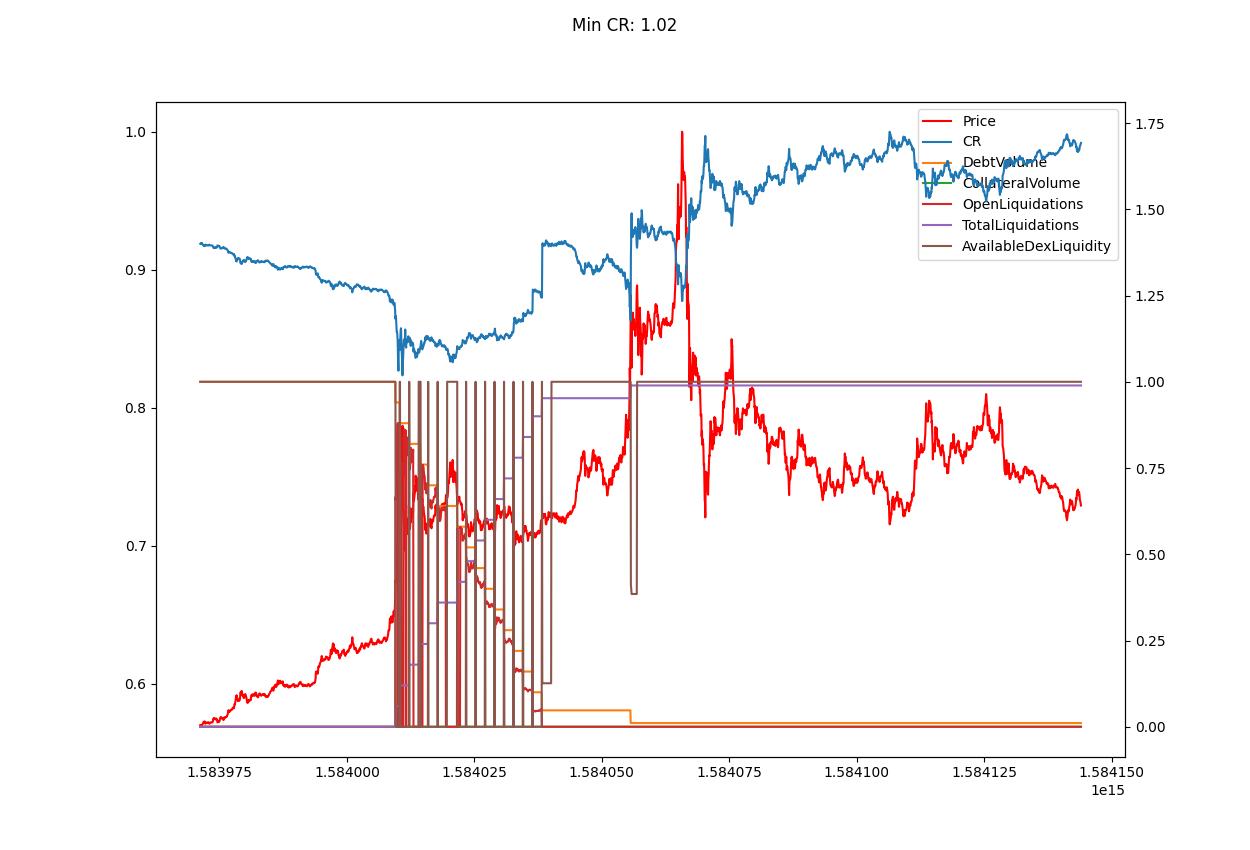 Min CR: 1.02
Price
CR
DebtVolume
CollateralVolume
OpenLiquidations
TotalLiquidations
AvailableDexLiquidity
1.0
0.9
0.8
0.7
0.6
1.75
1.50
1.25
1.00
0.75
0.50
0.25
0.00
1.583975
1.584000
1.584025
1.584050
1.584075
1.584100
1.584125
1.584150
1e15